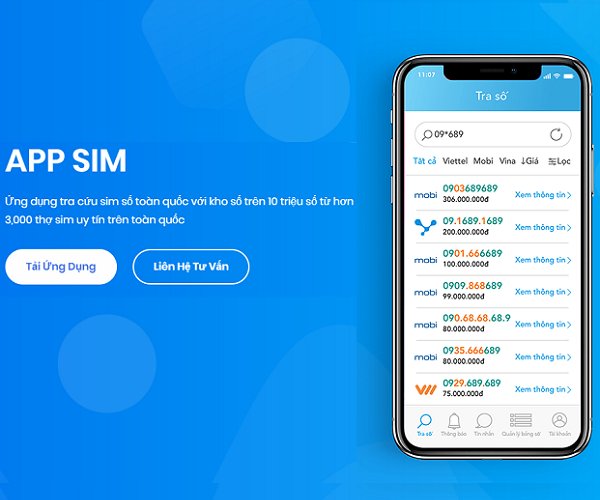 APP SIM
Ứng dụng tra cứu sim số toàn quốc với kho số trên 10 triệu số từ hơn
3,000 thợ sim uy tín trên toàn quốc
Tải Ứng Dụng
Liên Hệ Tư Vấn
11:07
Tra số
09*689
Tất cả Viettel Mobi Vina ↓Giá Lọc
mobi 0903689689 Xem thông tin >
306.000.000đ
09.1689.1689 Xem thông tin >
200.000.000đ
mobi 0901.666689 Xem thông tin >
100.000.000đ
mobi 0909.868689 Xem thông tin >
99.000.000đ
mobi 090.68.68.68.9 Xem thông tin >
80.000.000đ
mobi 0935.666689 Xem thông tin >
80.000.000đ
0929.689.689 Xem thông tin >
75.000.000đ
Tra số Thông báo Tin nhắn Quản lý bảng số Tài khoản